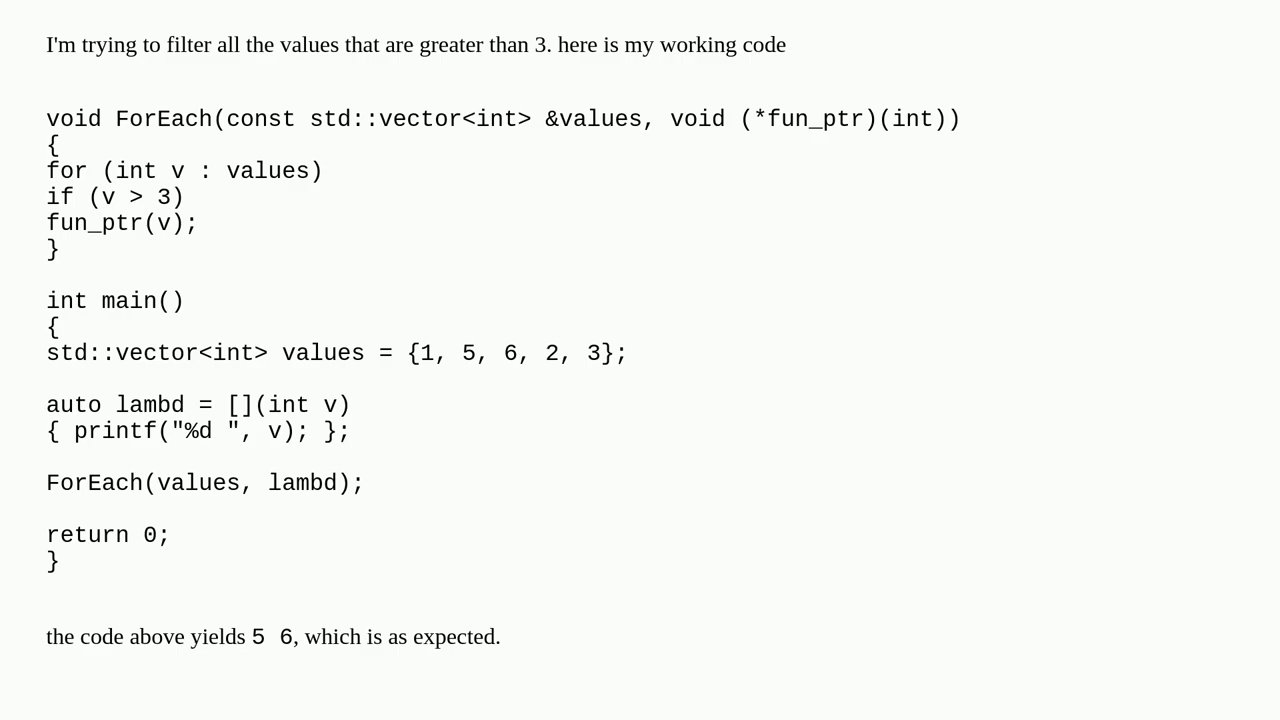 I'm trying to filter all the values that are greater than 3. here is my working code
void ForEach(const std::vector<int> &values, void (*fun_ptr)(int))
{
for (int v : values)
if (v > 3)
fun_ptr(v);
}
int main()
{
std::vector<int> values = {1, 5, 6, 2, 3};
auto lambd = [](int v)
{ printf("%d ", v); };
ForEach(values, lambd);
return 0;
}
the code above yields 5 6, which is as expected.